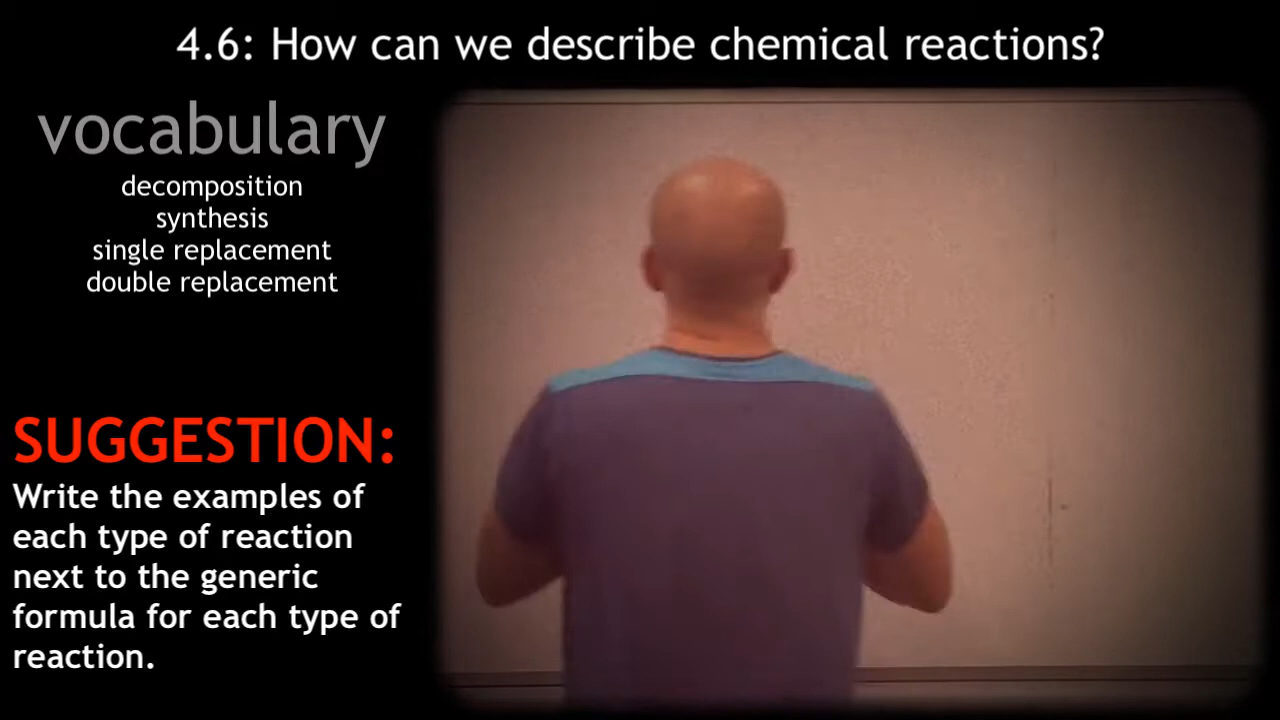 4.6: How can we describe chemical reactions?
vocabulary
decomposition
synthesis
single replacement
double replacement
SUGGESTION:
Write the examples of
each type of reaction
next to the generic
formula for each type of
reaction.